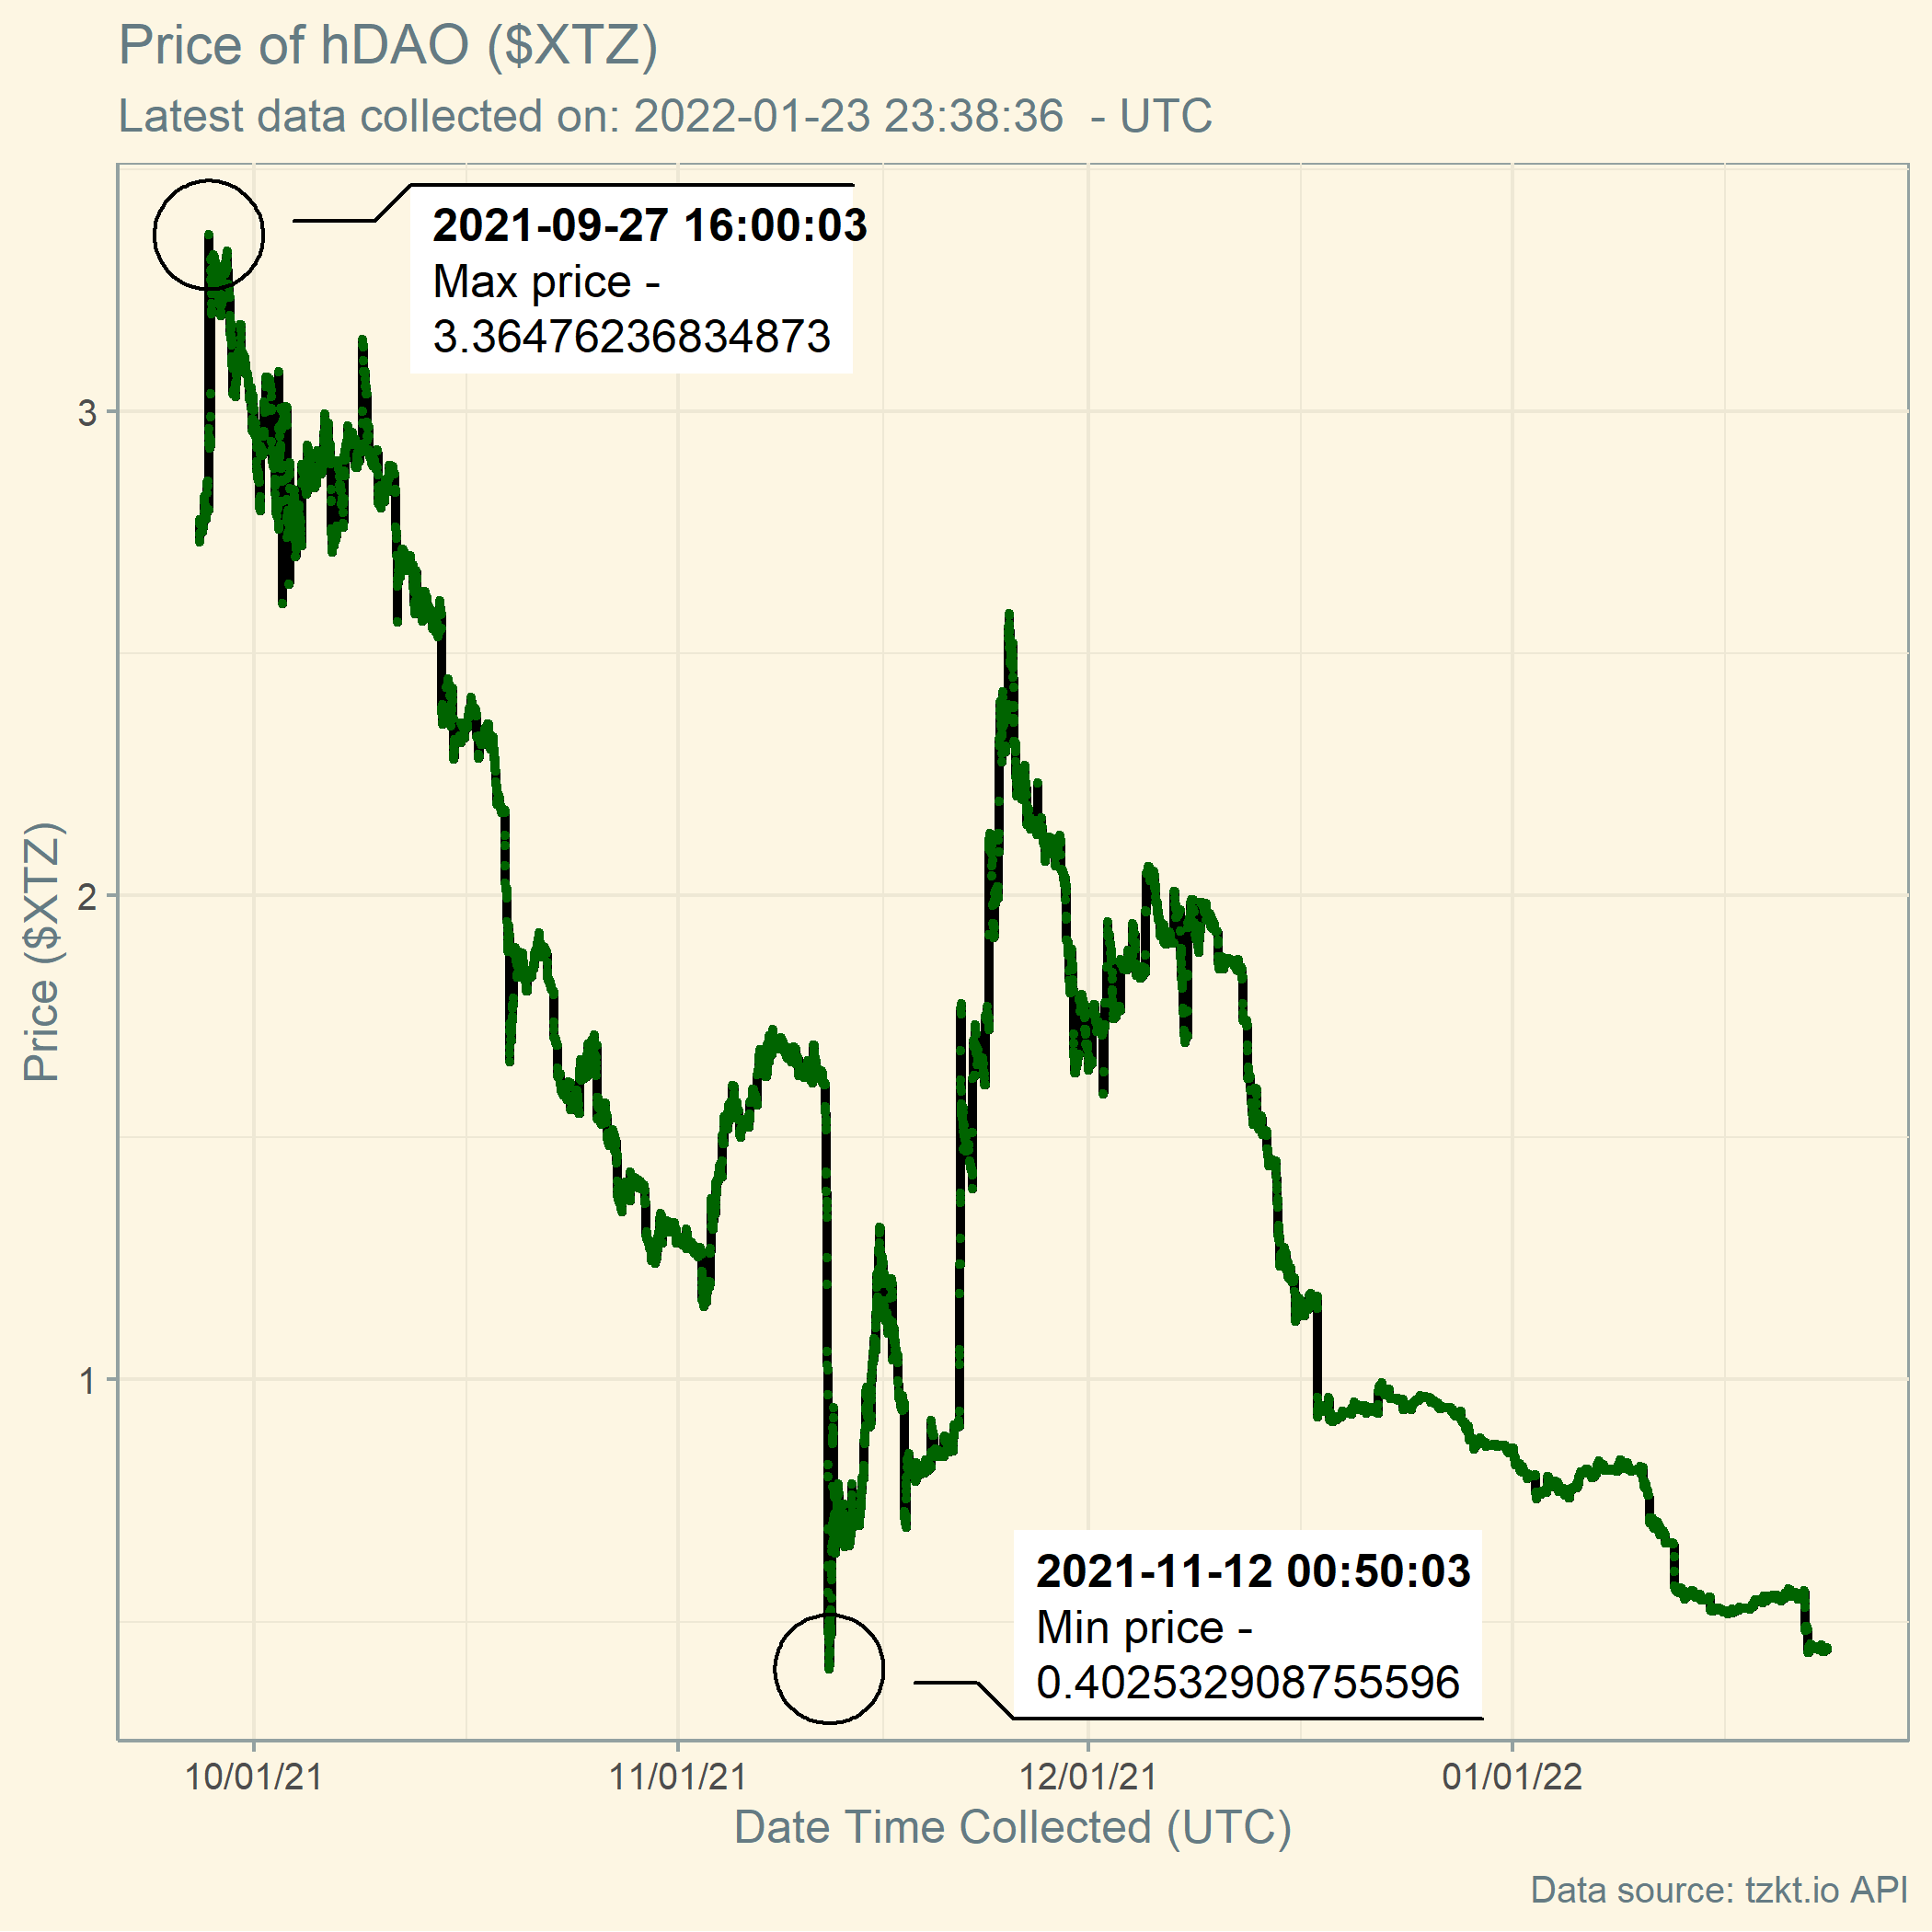 Price of hDAO ($XTZ)
Latest data collected on: 2022-01-23 23:38:36  - UTC
2021-09-27 16:00:03
Max price -
3.36476236834873
3
2
1
Price ($XTZ)
2021-11-12 00:50:03
Min price -
0.402532908755596
10/01/21
11/01/21
12/01/21
01/01/22
Date Time Collected (UTC)
Data source: tzkt.io API